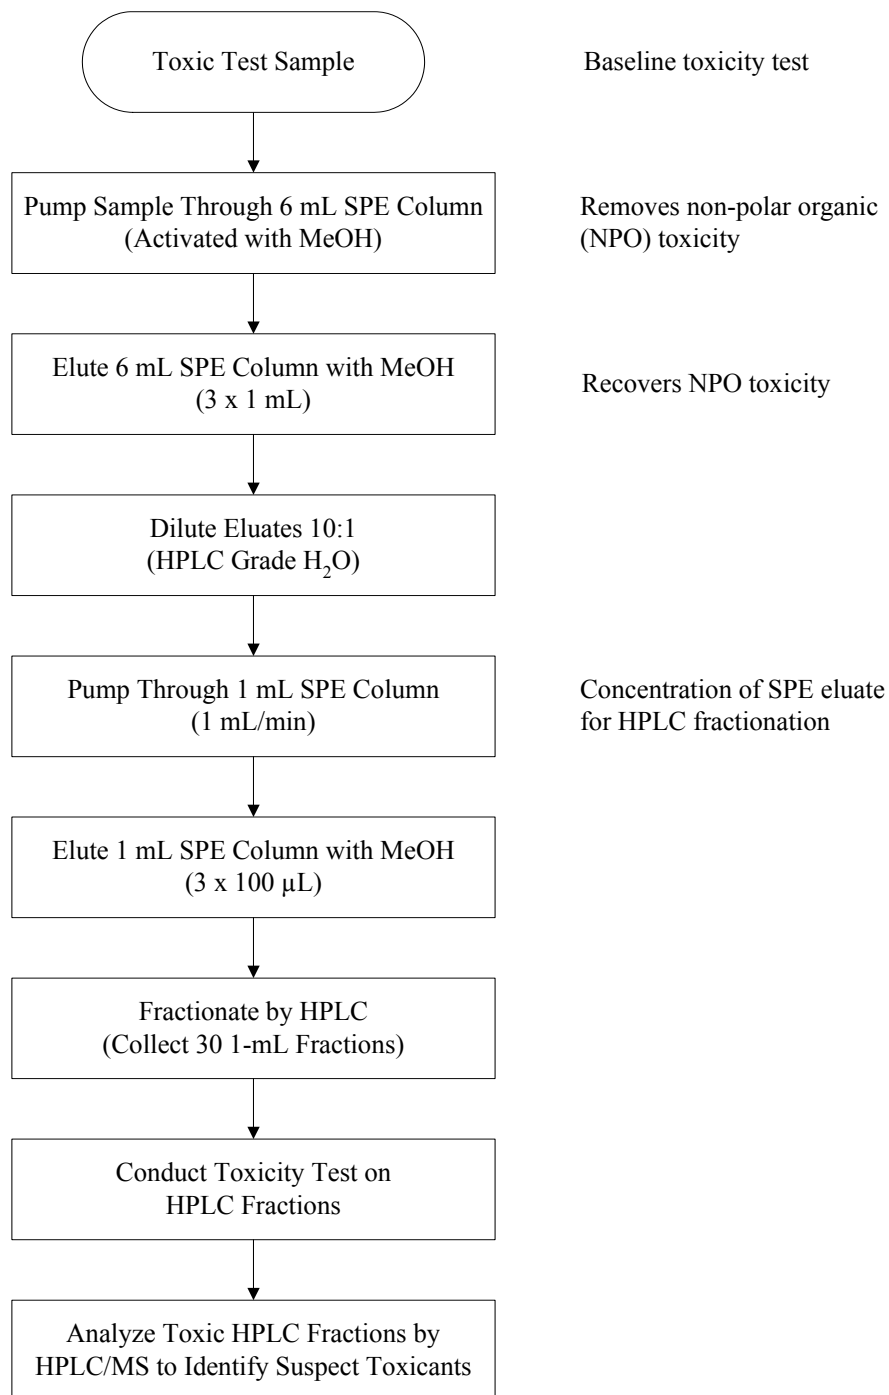 Toxic Test Sample
Baseline toxicity test
Pump Sample Through 6 mL SPE Column
(Activated with MeOH)
Removes non-polar organic
(NPO) toxicity
Elute 6 mL SPE Column with MeOH
(3 x 1 mL)
Recovers NPO toxicity
Dilute Eluates 10:1
(HPLC Grade H₂O)
Pump Through 1 mL SPE Column
(1 mL/min)
Concentration of SPE eluate
for HPLC fractionation
Elute 1 mL SPE Column with MeOH
(3 x 100 µL)
Fractionate by HPLC
(Collect 30 1-mL Fractions)
Conduct Toxicity Test on
HPLC Fractions
Analyze Toxic HPLC Fractions by
HPLC/MS to Identify Suspect Toxicants